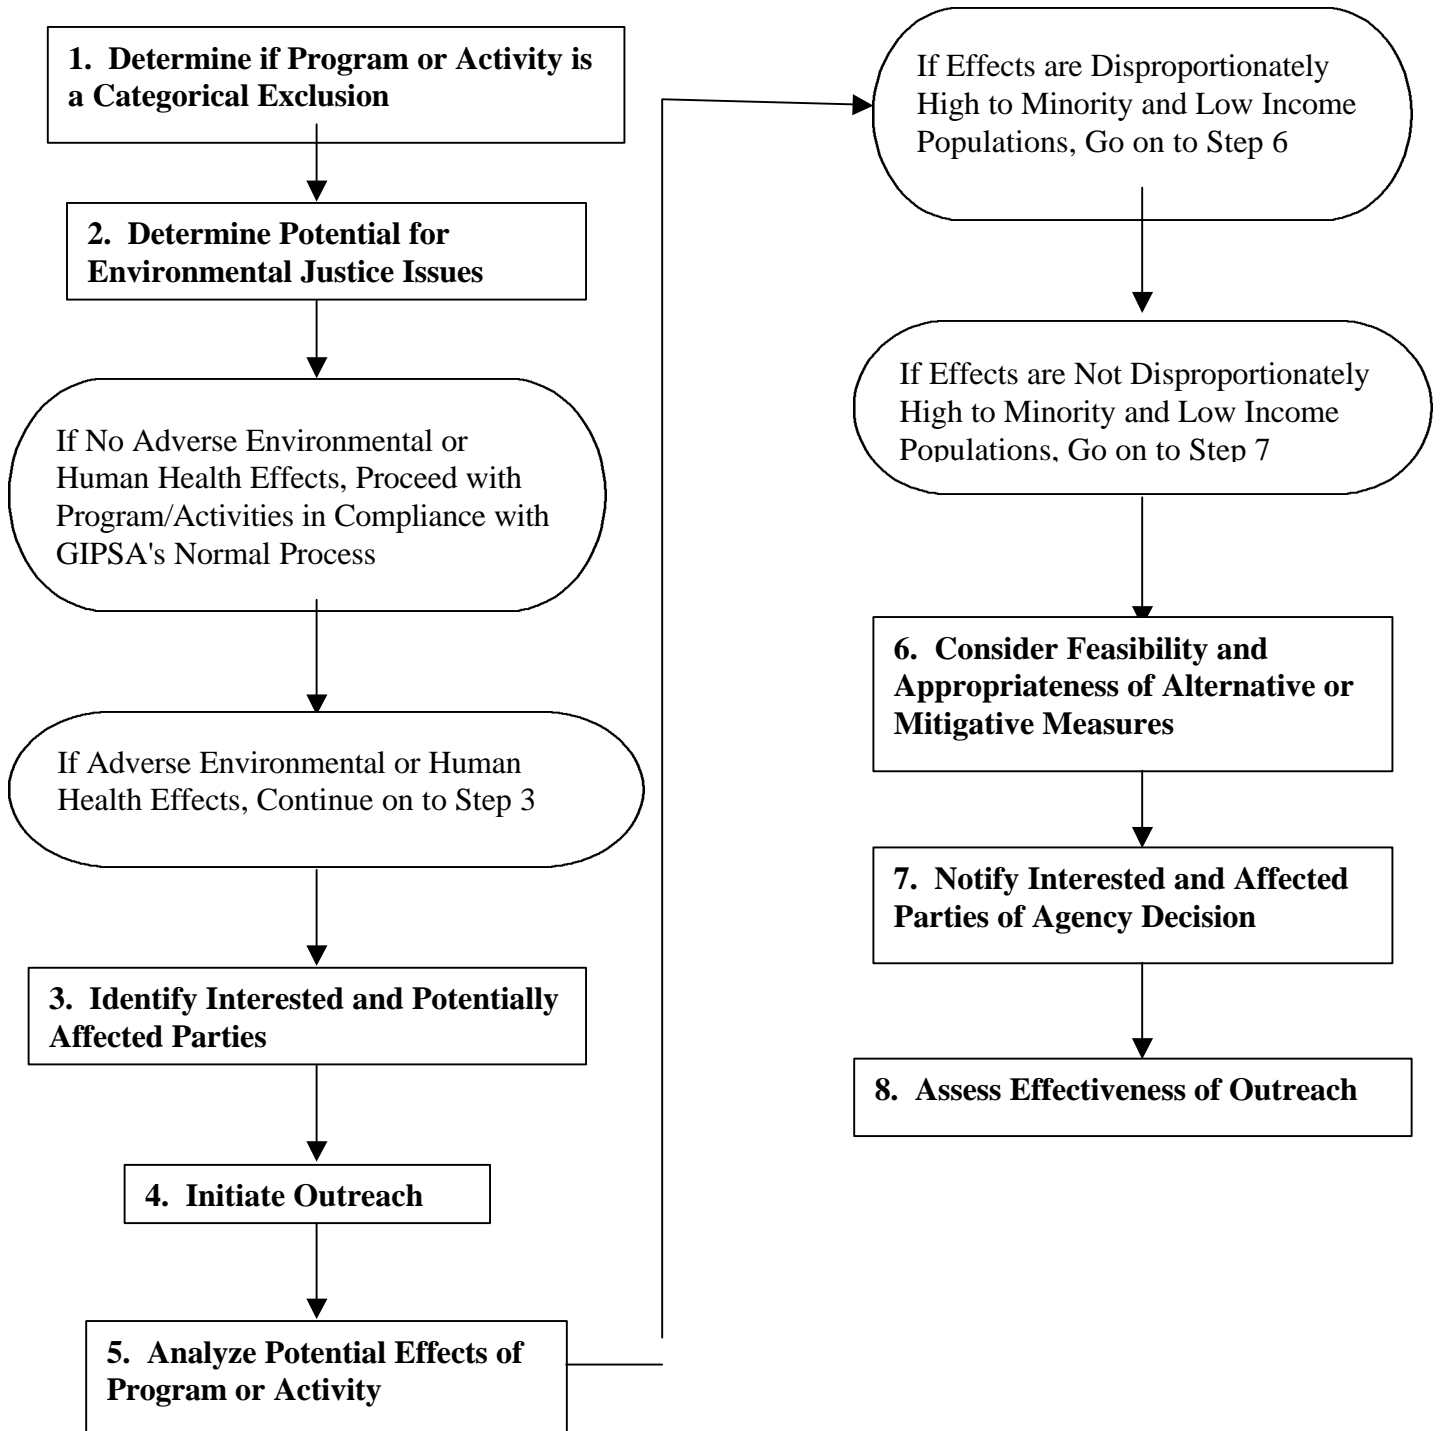 1. Determine if Program or Activity is
a Categorical Exclusion
2. Determine Potential for
Environmental Justice Issues
If No Adverse Environmental or
Human Health Effects, Proceed with
Program/Activities in Compliance with
GIPSA's Normal Process
If Adverse Environmental or Human
Health Effects, Continue on to Step 3
3. Identify Interested and Potentially
Affected Parties
4. Initiate Outreach
5. Analyze Potential Effects of
Program or Activity
If Effects are Disproportionately
High to Minority and Low Income
Populations, Go on to Step 6
If Effects are Not Disproportionately
High to Minority and Low Income
Populations, Go on to Step 7
6. Consider Feasibility and
Appropriateness of Alternative or
Mitigative Measures
7. Notify Interested and Affected
Parties of Agency Decision
8. Assess Effectiveness of Outreach